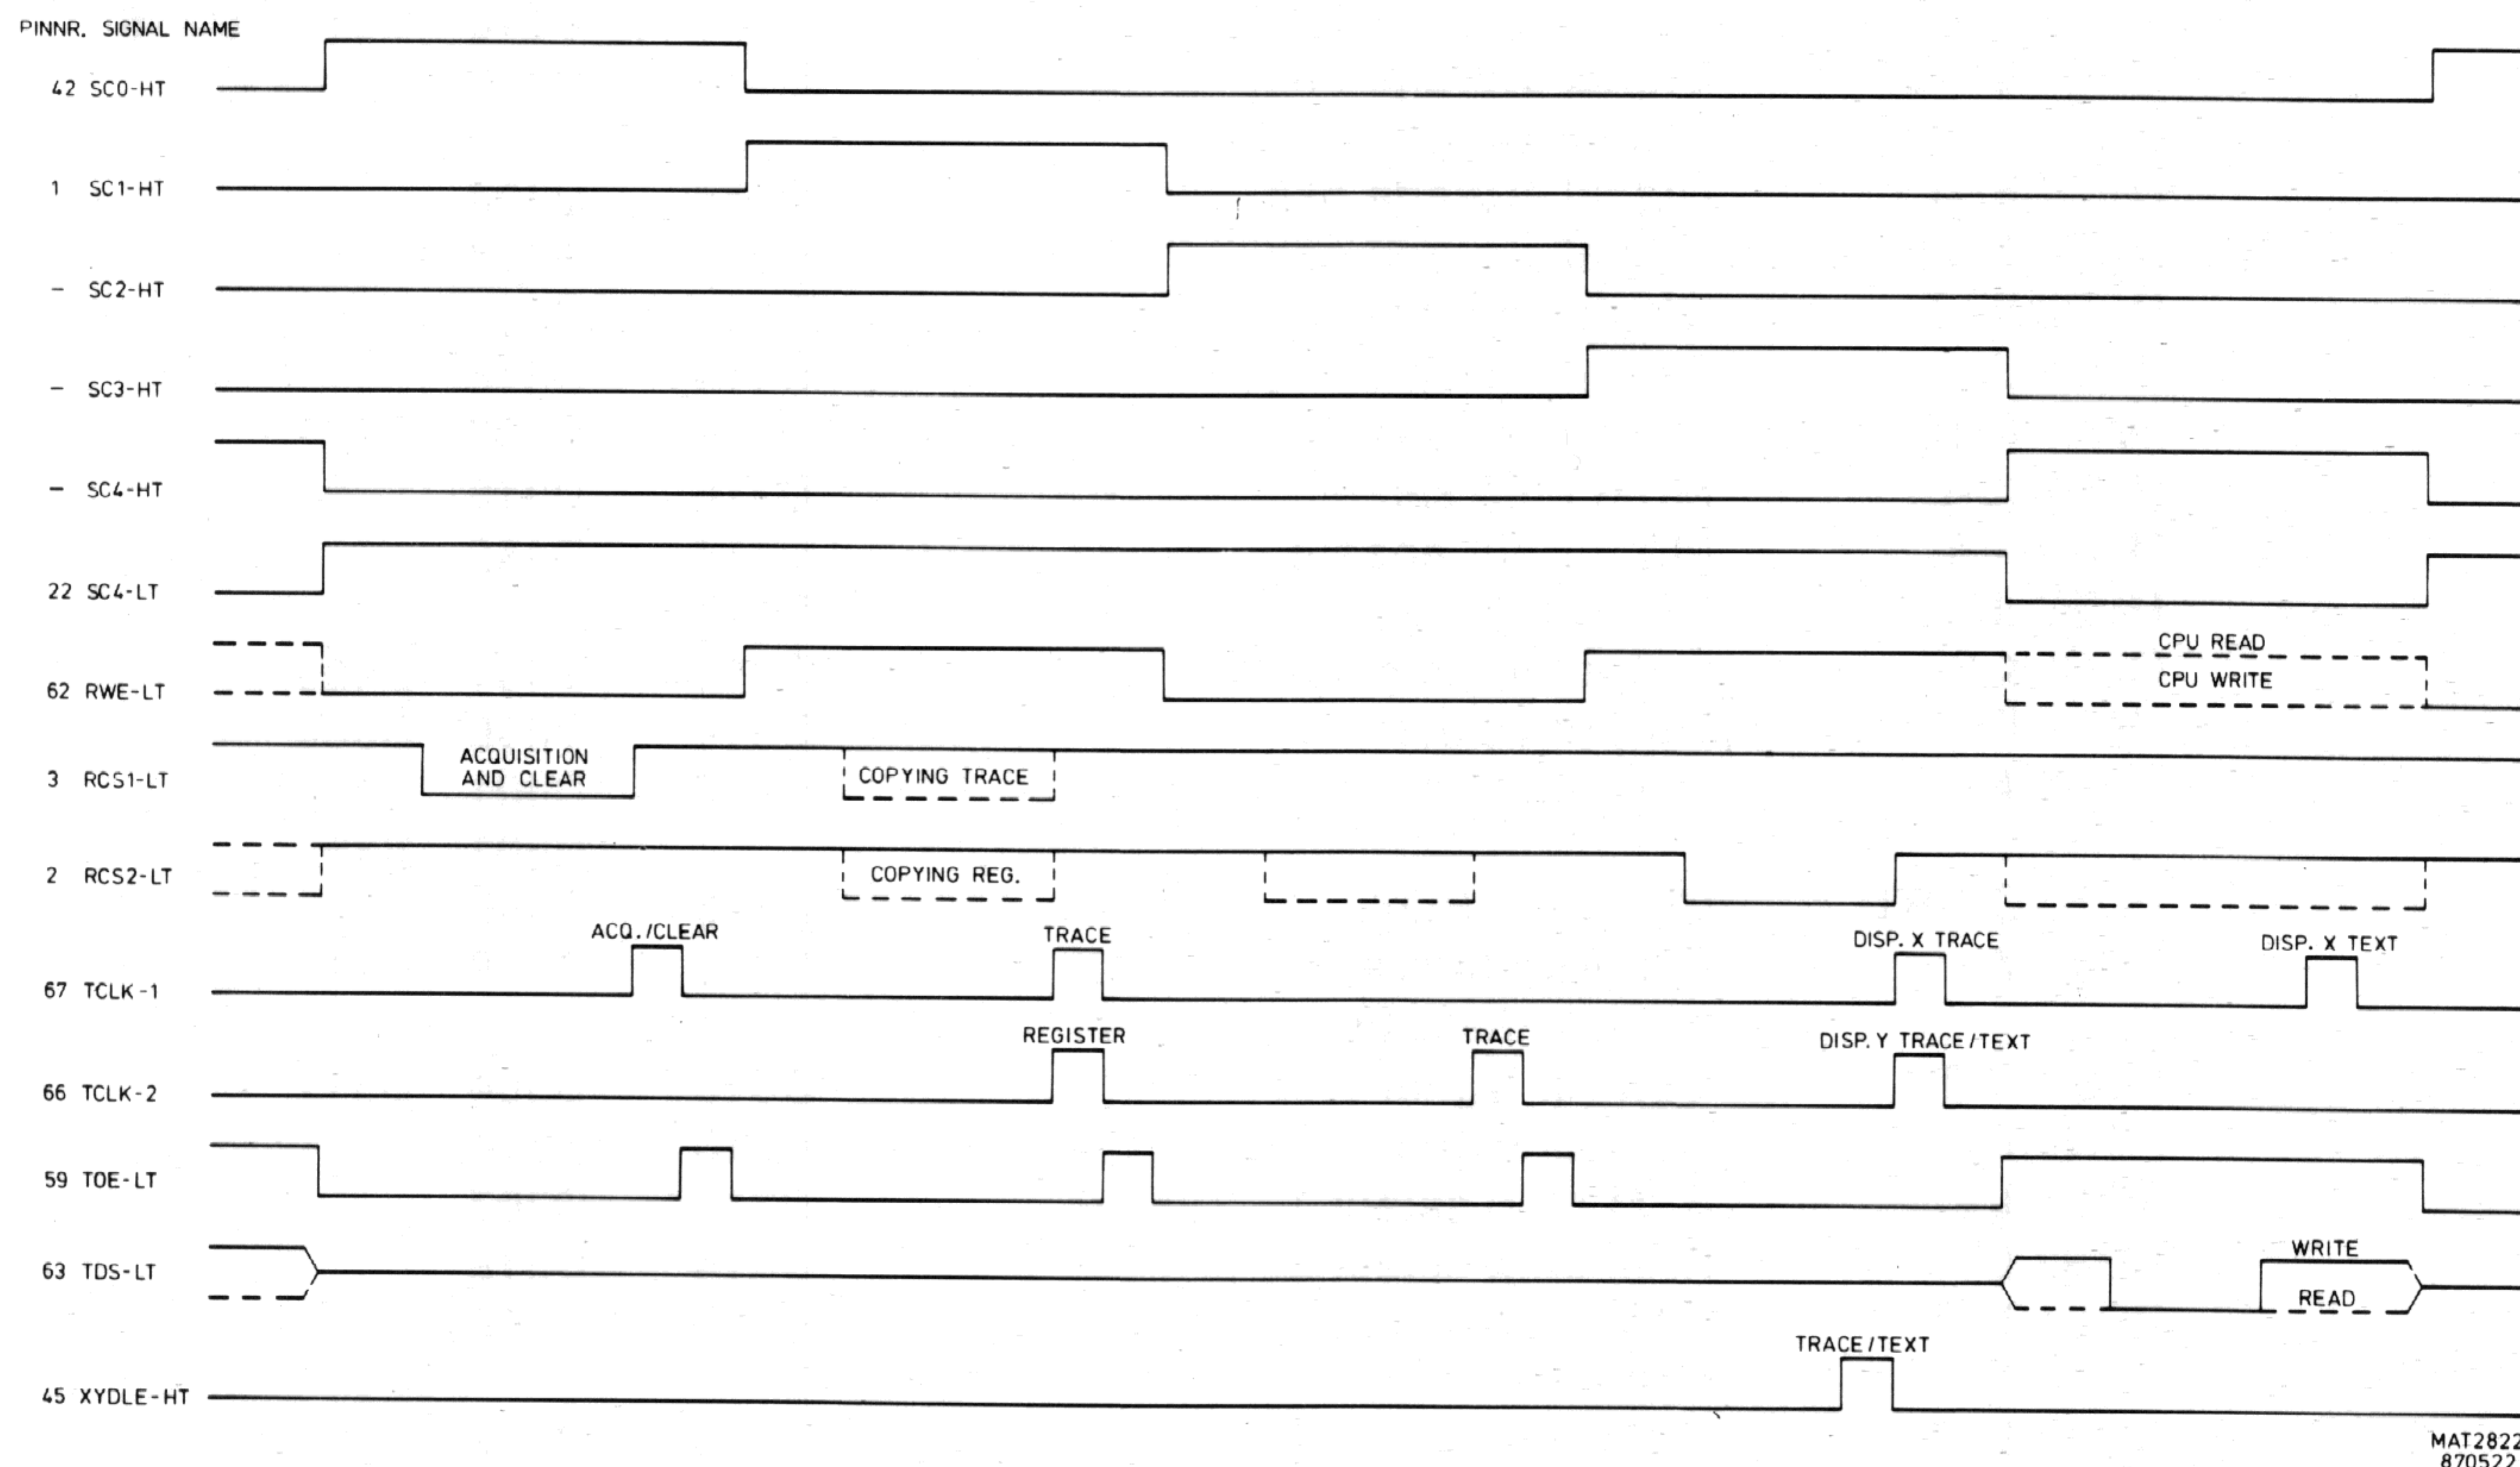 PINNR. SIGNAL NAME
42 SC0-HT
1 SC1-HT
- SC2-HT
- SC3-HT
- SC4-HT
22 SC4-LT
CPU READ
62 RWE-LT
CPU WRITE
ACQUISITION
AND CLEAR
3 RCS1-LT
COPYING TRACE
2 RCS2-LT
COPYING REG.
ACQ./CLEAR
TRACE
DISP. X TRACE
DISP. X TEXT
67 TCLK-1
REGISTER
TRACE
DISP. Y TRACE/TEXT
66 TCLK-2
59 TOE-LT
63 TDS-LT
WRITE
READ
TRACE/TEXT
45 XYDLE-HT
MAT2822
870522